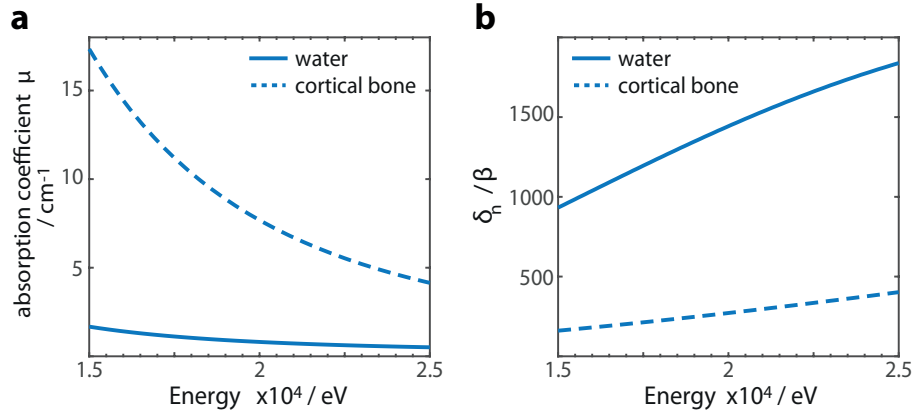 a
water
cortical bone
absorption coefficient μ
/ cm⁻¹
15
10
5
1.5
2
2.5
Energy x10⁴ / eV
b
water
cortical bone
δₙ / β
1500
1000
500
1.5
2
2.5
Energy x10⁴ / eV